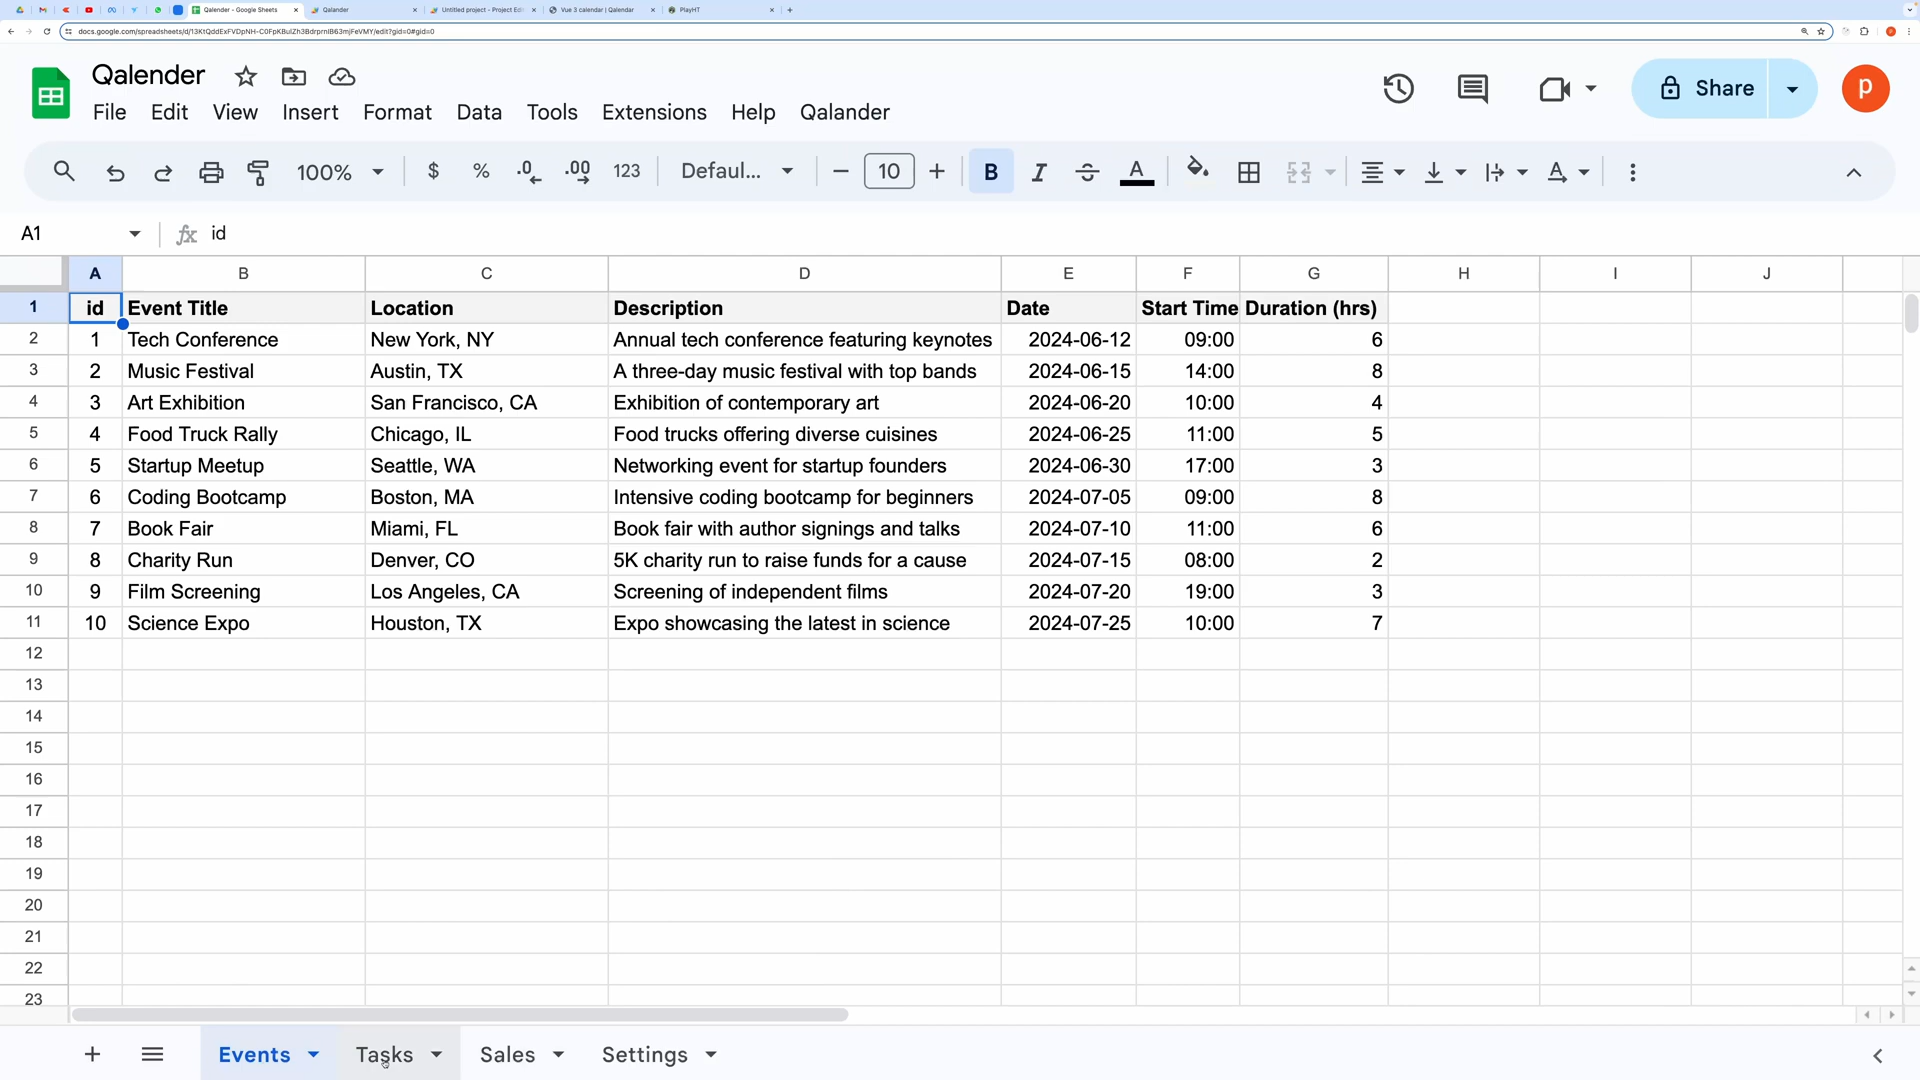 Qalender - Google Sheets
Qalander
Untitled project - Project Edi
Vue 3 calendar | Qalendar
PlayHT
Qalender
File Edit View Insert Format Data Tools Extensions Help Qalander
Share
p
100% $ % .0 .00 123 Defaul... 10 B I S A A
A1 fx id
A B C D E F G H I J
1 id Event Title Location Description Date Start Time Duration (hrs)
2 1 Tech Conference New York, NY Annual tech conference featuring keynotes 2024-06-12 09:00 6
3 2 Music Festival Austin, TX A three-day music festival with top bands 2024-06-15 14:00 8
4 3 Art Exhibition San Francisco, CA Exhibition of contemporary art 2024-06-20 10:00 4
5 4 Food Truck Rally Chicago, IL Food trucks offering diverse cuisines 2024-06-25 11:00 5
6 5 Startup Meetup Seattle, WA Networking event for startup founders 2024-06-30 17:00 3
7 6 Coding Bootcamp Boston, MA Intensive coding bootcamp for beginners 2024-07-05 09:00 8
8 7 Book Fair Miami, FL Book fair with author signings and talks 2024-07-10 11:00 6
9 8 Charity Run Denver, CO 5K charity run to raise funds for a cause 2024-07-15 08:00 2
10 9 Film Screening Los Angeles, CA Screening of independent films 2024-07-20 19:00 3
11 10 Science Expo Houston, TX Expo showcasing the latest in science 2024-07-25 10:00 7
12
13
14
15
16
17
18
19
20
21
22
23
Events Tasks Sales Settings